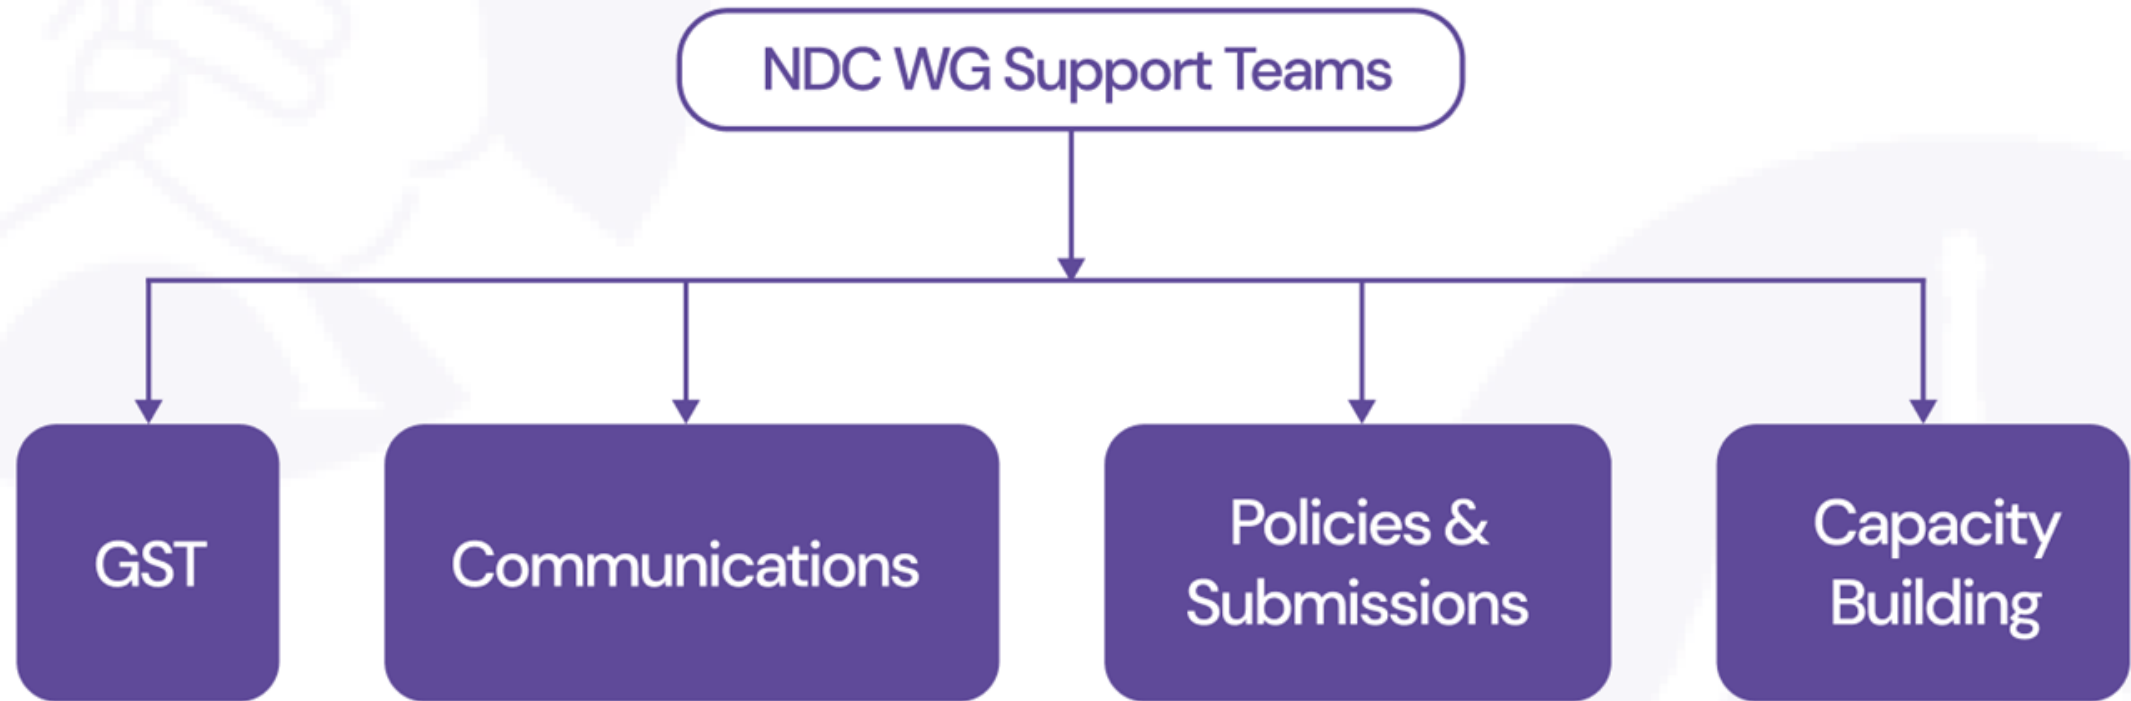 NDC WG Support Teams
GST
Communications
Policies &
Submissions
Capacity
Building